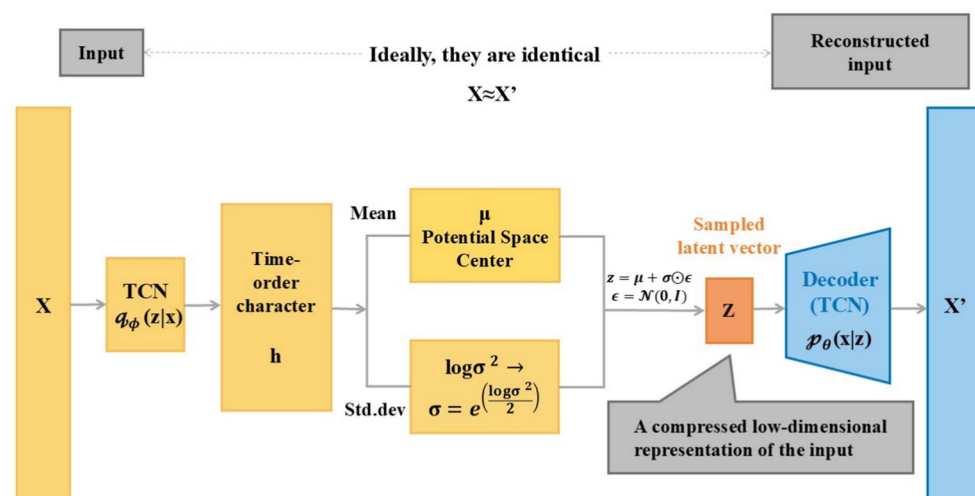 Input
Ideally, they are identical
X≈X’
Reconstructed
input
X
TCN
𝓆ϕ(z|x)
Time-
order
character
h
Mean
μ
Potential Space
Center
Std.dev
logσ² →
σ = e^(logσ²/2)
z = μ + σ⊙ϵ
ϵ = 𝒩(0, I)
Sampled
latent vector
Z
A compressed low-dimensional
representation of the input
Decoder
(TCN)
𝓅θ(x|z)
X’